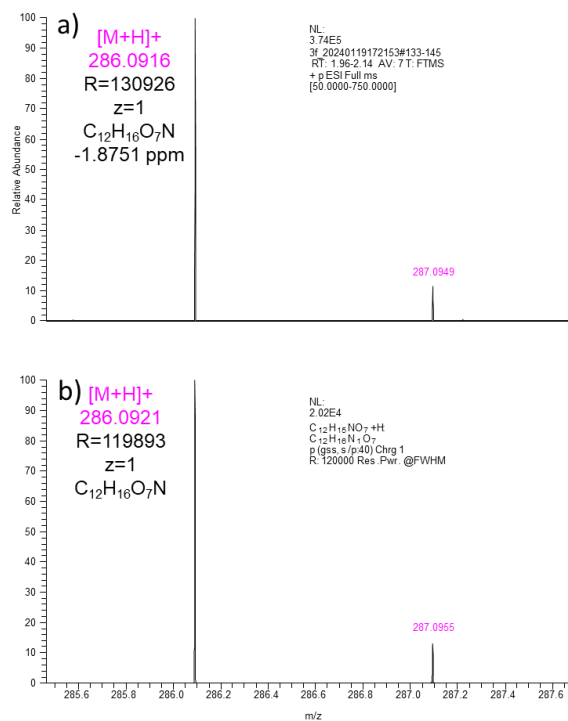 a)
[M+H]+
286.0916
R=130926
z=1
C12H16O7N
-1.8751 ppm
NL:
3.74E5
3f_20240119172153#133-145
RT: 1.96-2.14 AV: 7 T: FTMS
+ p ESI Full ms
[50.0000-750.0000]
Relative Abundance
100
90
80
70
60
50
40
30
20
10
0
287.0949
b)
[M+H]+
286.0921
R=119893
z=1
C12H16O7N
NL:
2.02E4
C12H15NO7 +H:
C12H16N1O7
p (gss, s /p:40) Chrg 1
R: 120000 Res .Pwr. @FWHM
100
90
80
70
60
50
40
30
20
10
0
287.0955
285.6 285.8 286.0 286.2 286.4 286.6 286.8 287.0 287.2 287.4 287.6
m/z